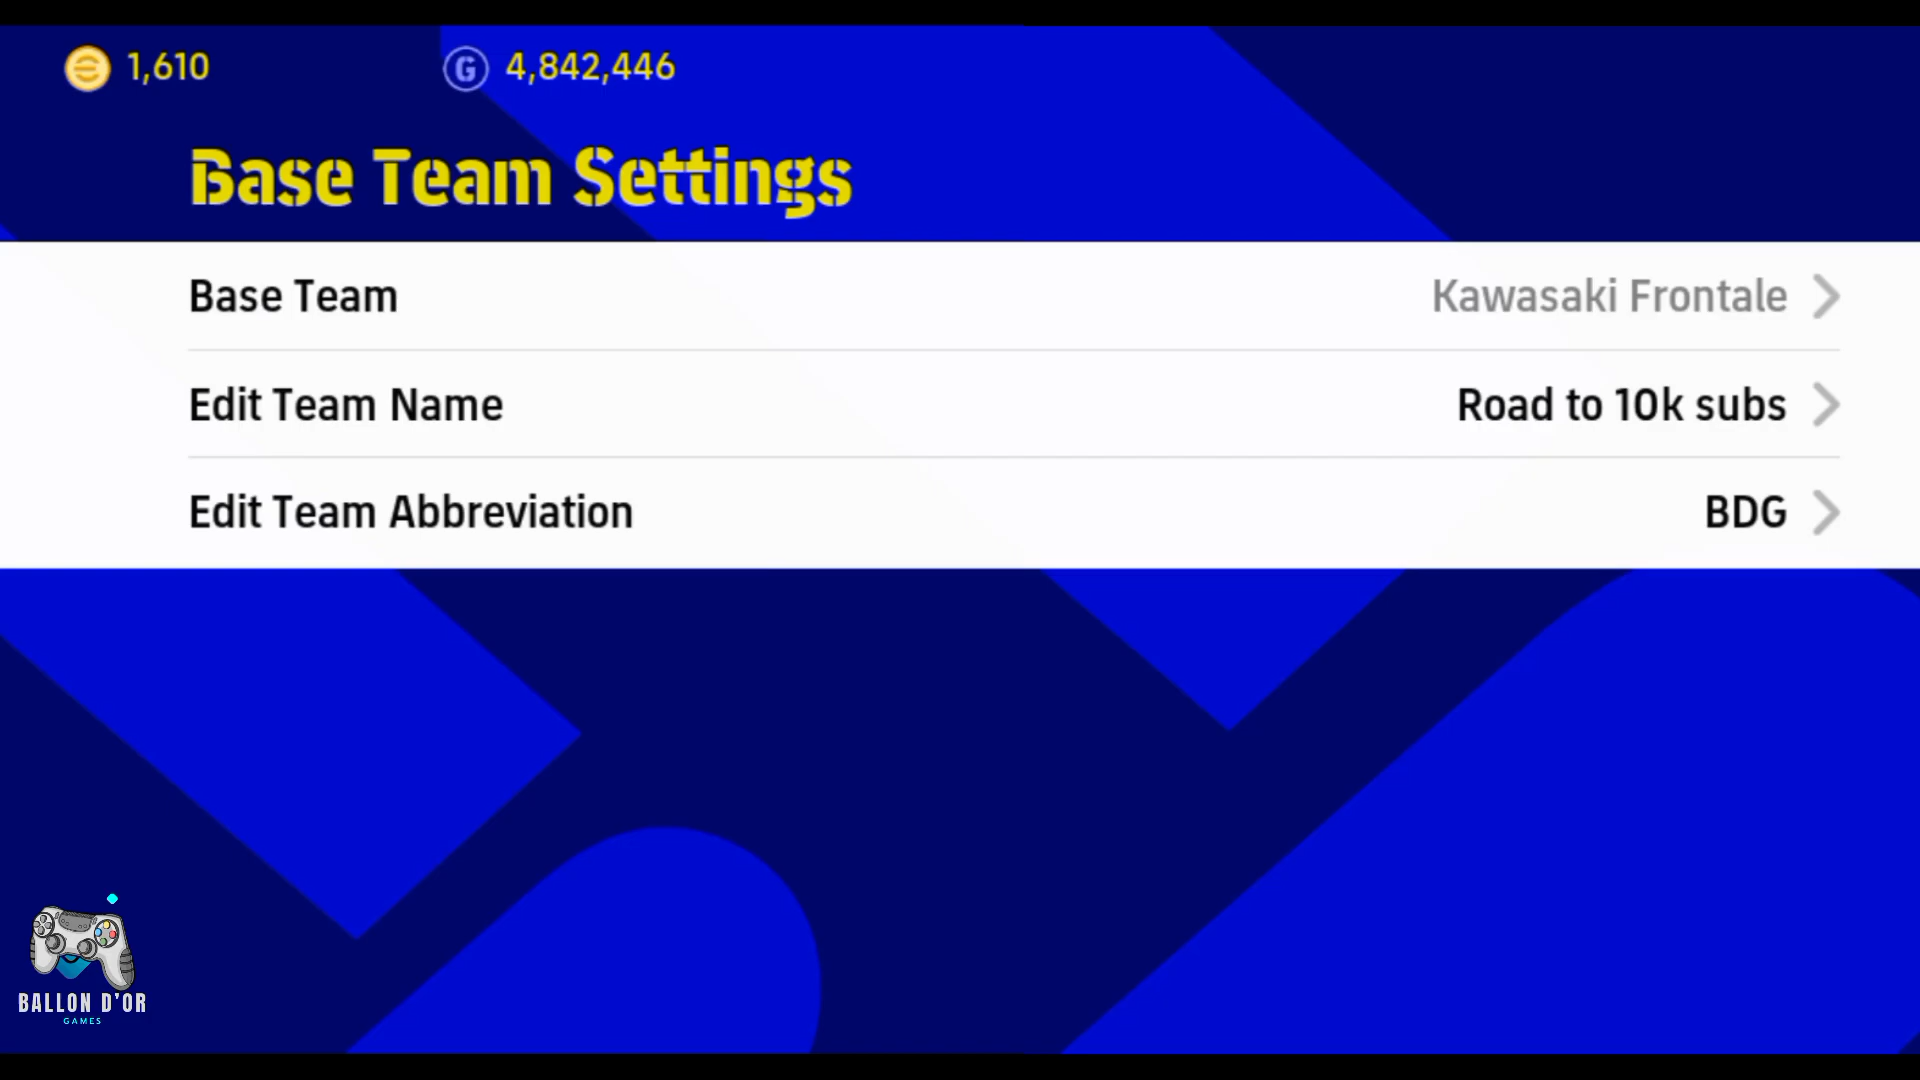 1,610
4,842,446
Base Team Settings
Base Team Kawasaki Frontale
Edit Team Name Road to 10k subs
Edit Team Abbreviation BDG
BALLON D'OR
GAMES